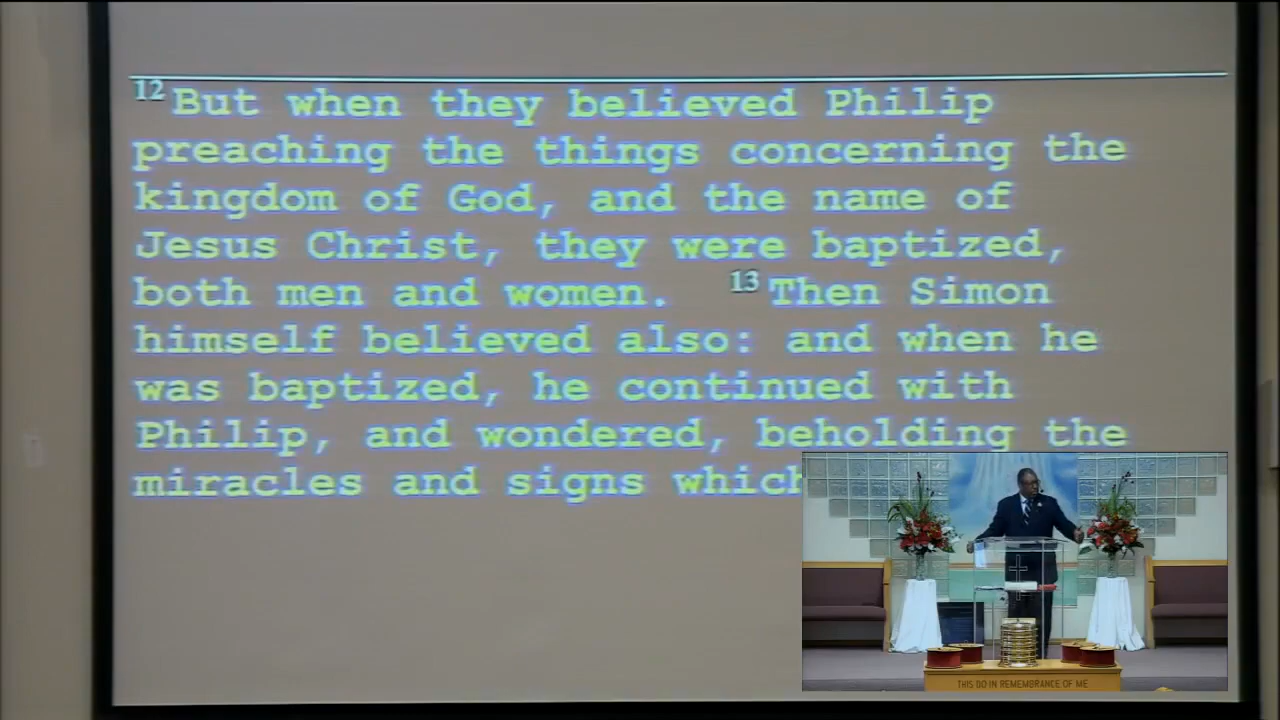 12 But when they believed Philip
preaching the things concerning the
kingdom of God, and the name of
Jesus Christ, they were baptized,
both men and women. 13 Then Simon
himself believed also: and when he
was baptized, he continued with
Philip, and wondered, beholding the
miracles and signs which
THIS DO IN REMEMBRANCE OF ME